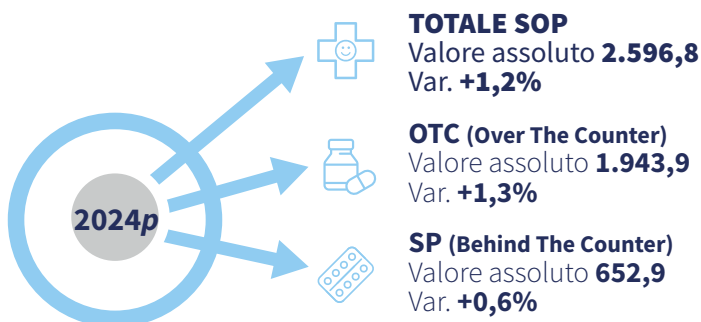 TOTALE SOP
Valore assoluto 2.596,8
Var. +1,2%
OTC (Over The Counter)
Valore assoluto 1.943,9
Var. +1,3%
2024p
SP (Behind The Counter)
Valore assoluto 652,9
Var. +0,6%